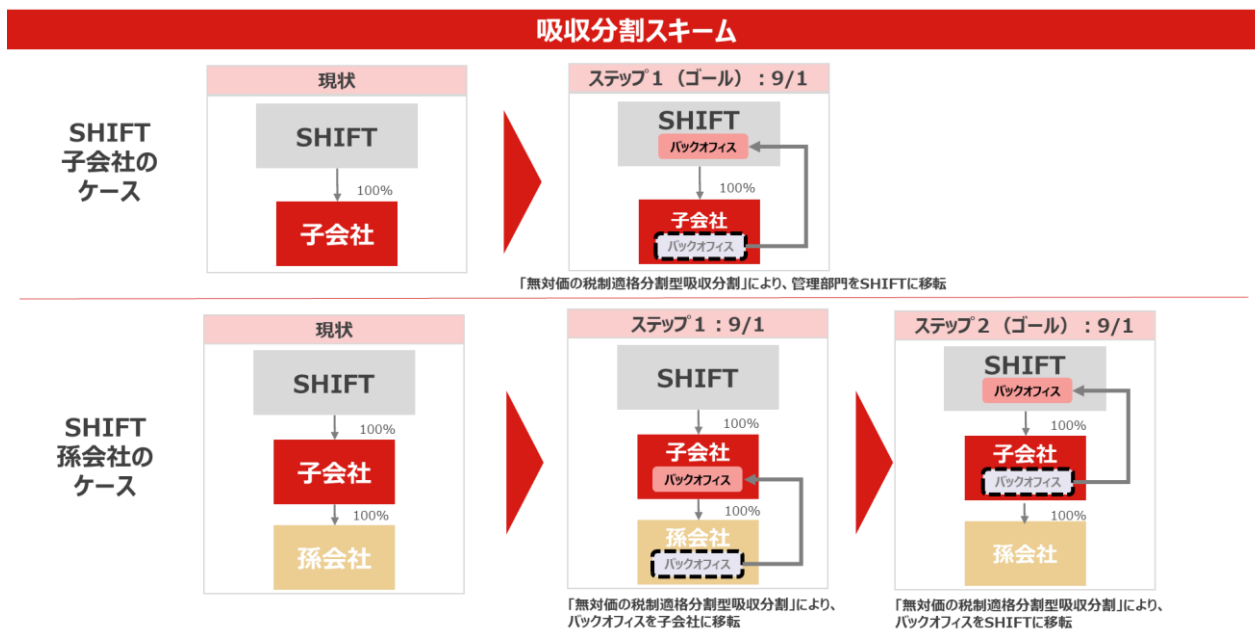 吸収分割スキーム
SHIFT
子会社の
ケース
現状
SHIFT
100%
子会社
ステップ１（ゴール）：9/1
SHIFT
バックオフィス
100%
子会社
バックオフィス
「無対価の税制適格分割型吸収分割」により、管理部門をSHIFTに移転
SHIFT
孫会社の
ケース
現状
SHIFT
100%
子会社
100%
孫会社
ステップ１：9/1
SHIFT
100%
子会社
バックオフィス
100%
孫会社
バックオフィス
「無対価の税制適格分割型吸収分割」により、
バックオフィスを子会社に移転
ステップ２（ゴール）：9/1
SHIFT
バックオフィス
100%
子会社
バックオフィス
100%
孫会社
「無対価の税制適格分割型吸収分割」により、
バックオフィスをSHIFTに移転